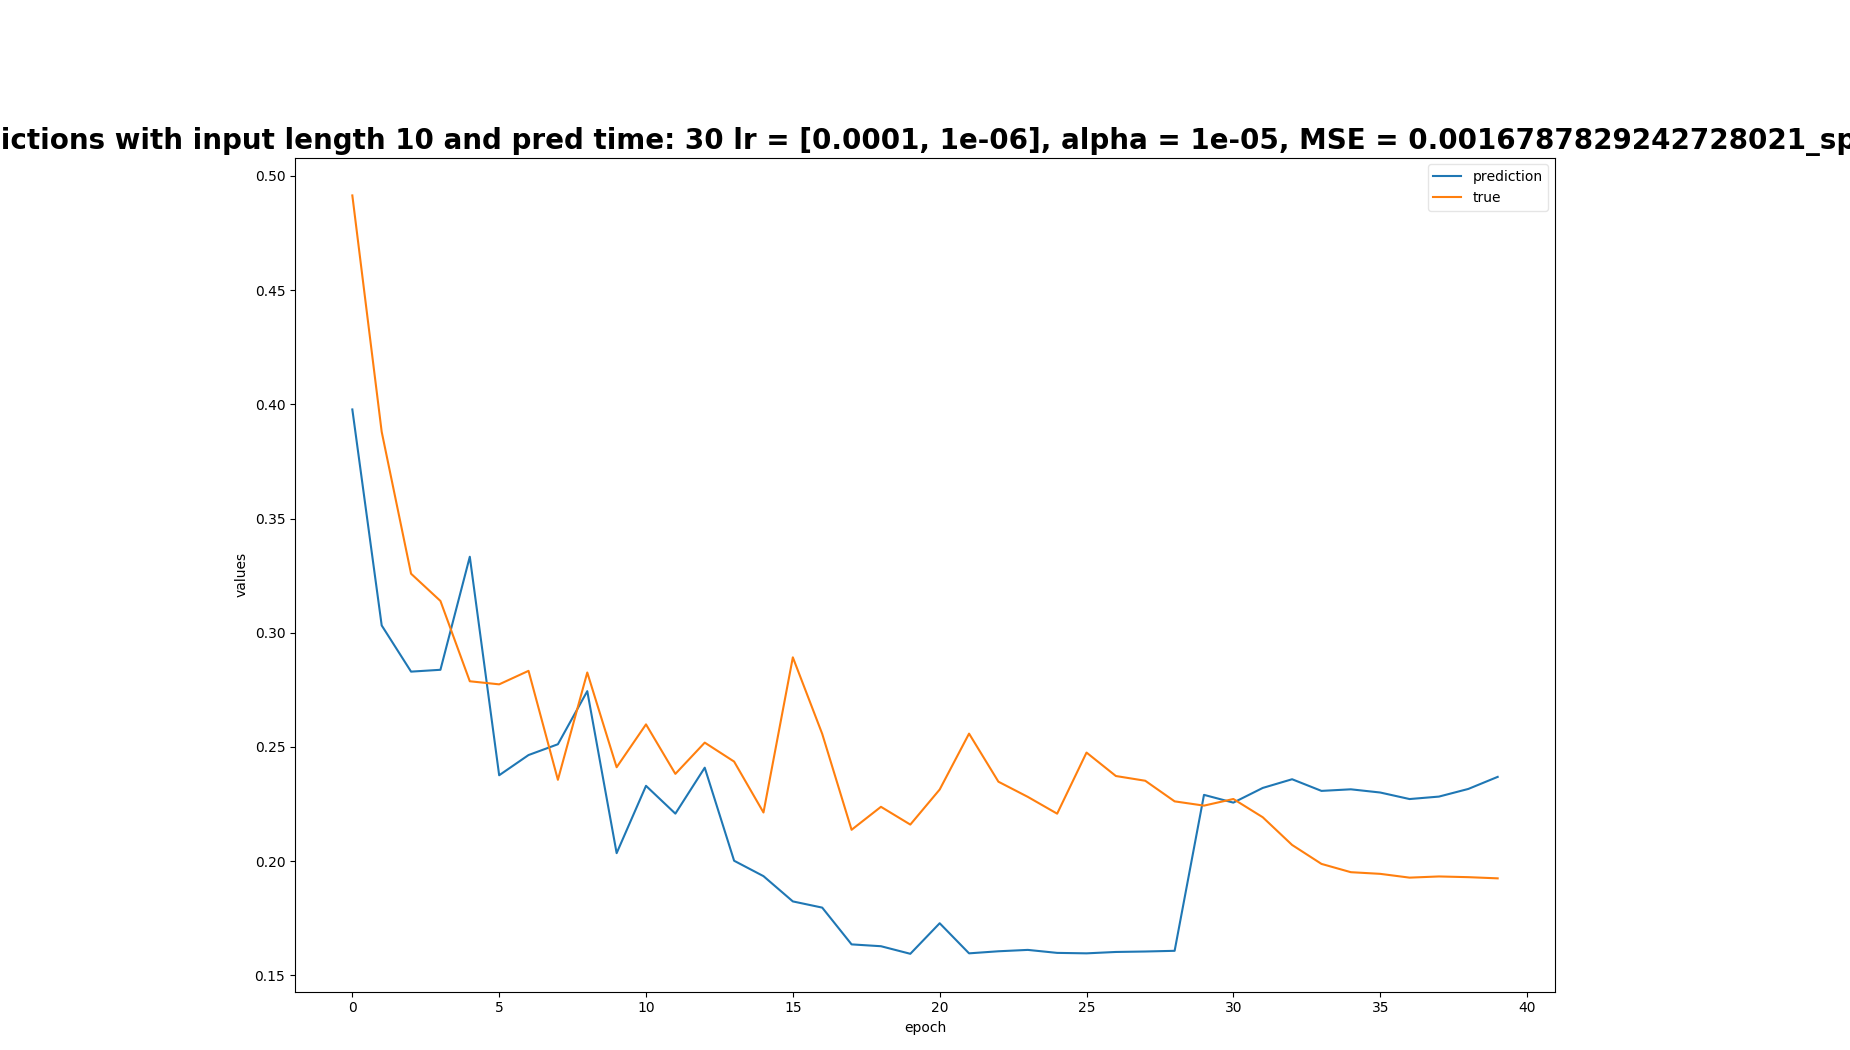 ictions with input length 10 and pred time: 30 lr = [0.0001, 1e-06], alpha = 1e-05, MSE = 0.0016787829242728021_sp
prediction
true
0.50
0.45
0.40
0.35
0.30
0.25
0.20
0.15
values
0 5 10 15 20 25 30 35 40
epoch